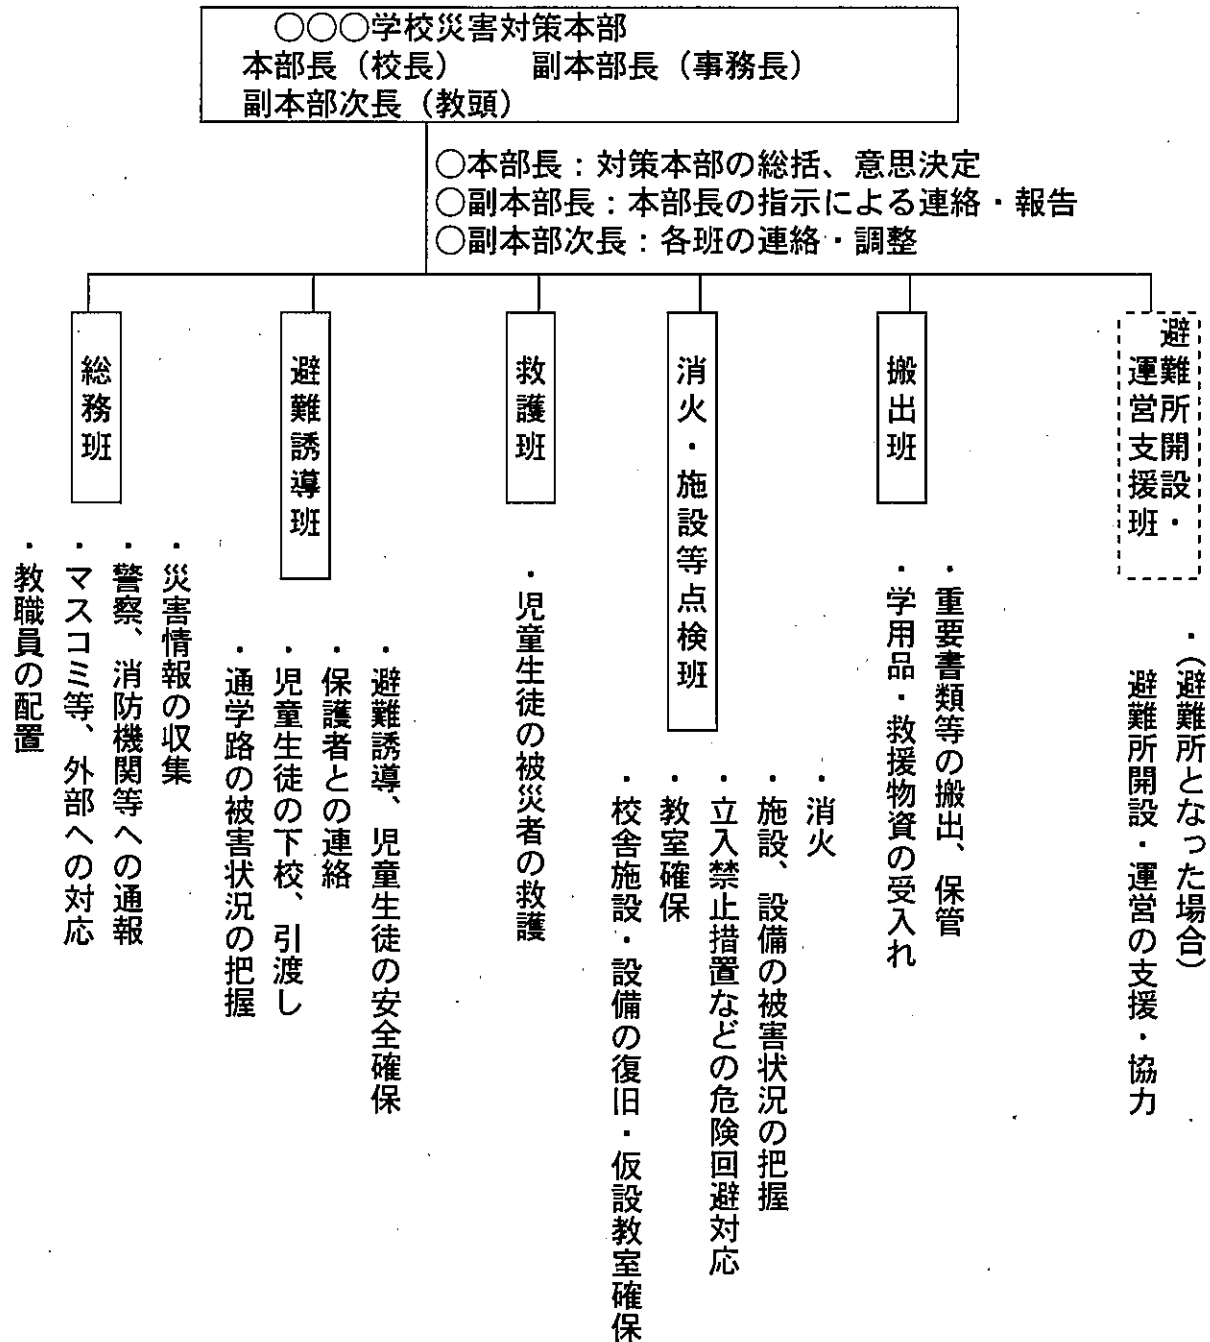 ○○○学校災害対策本部
本部長（校長）　　副本部長（事務長）
副本部次長（教頭）
○本部長：対策本部の総括、意思決定
○副本部長：本部長の指示による連絡・報告
○副本部次長：各班の連絡・調整
総務班
・災害情報の収集
・警察、消防機関等への通報
・マスコミ等、外部への対応
・教職員の配置
避難誘導班
・避難誘導、児童生徒の安全確保
・保護者との連絡
・児童生徒の下校、引渡し
・通学路の被害状況の把握
救護班
・児童生徒の被災者の救護
消火・施設等点検班
・消火
・施設、設備の被害状況の把握
・立入禁止措置などの危険回避対応
・教室確保
・校舎施設・設備の復旧・仮設教室確保
搬出班
・重要書類等の搬出、保管
・学用品・救援物資の受入れ
避難所開設・
運営支援班
・（避難所となった場合）
避難所開設・運営の支援・協力